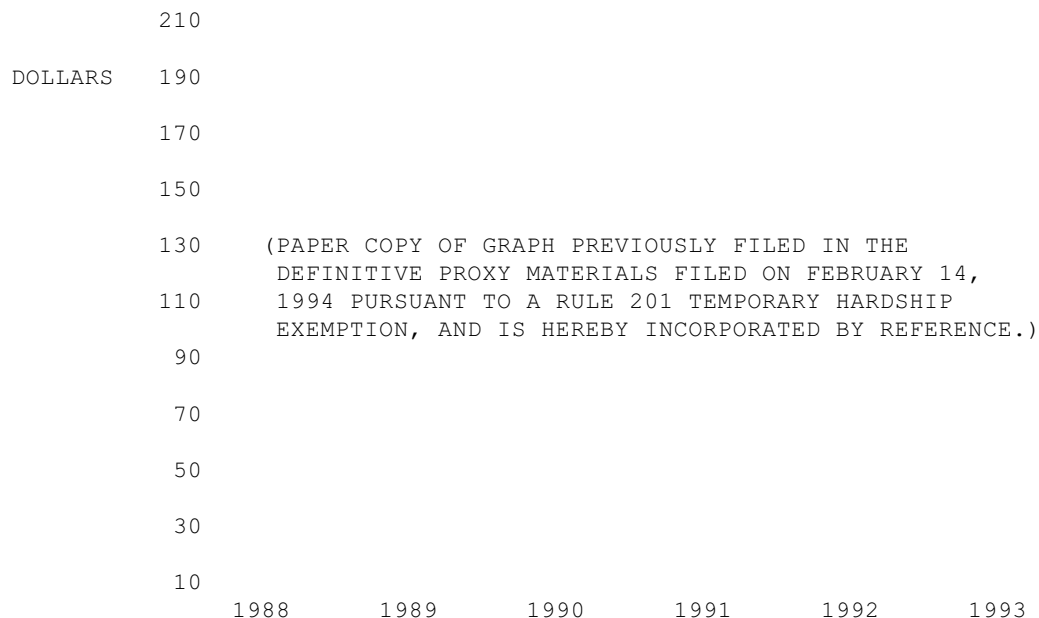 210
DOLLARS 190
170
150
130 (PAPER COPY OF GRAPH PREVIOUSLY FILED IN THE
DEFINITIVE PROXY MATERIALS FILED ON FEBRUARY 14,
110 1994 PURSUANT TO A RULE 201 TEMPORARY HARDSHIP
EXEMPTION, AND IS HEREBY INCORPORATED BY REFERENCE.)
90
70
50
30
10
1988 1989 1990 1991 1992 1993